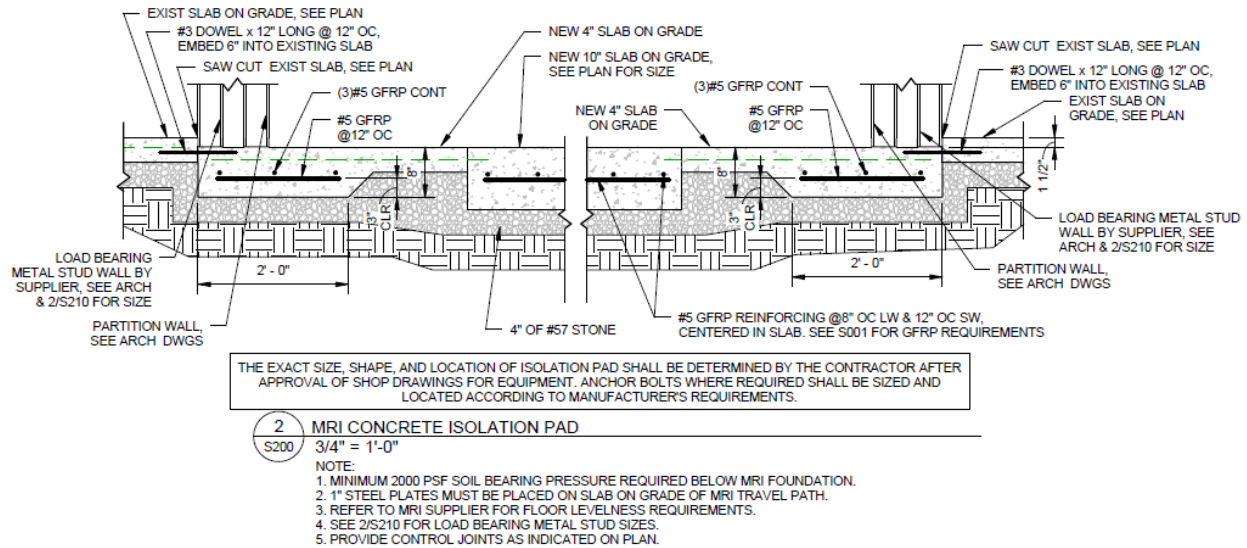 EXIST SLAB ON GRADE, SEE PLAN
#3 DOWEL x 12" LONG @ 12" OC,
EMBED 6" INTO EXISTING SLAB
SAW CUT EXIST SLAB, SEE PLAN
(3)#5 GFRP CONT
#5 GFRP
@12" OC
NEW 4" SLAB ON GRADE
NEW 10" SLAB ON GRADE,
SEE PLAN FOR SIZE
NEW 4" SLAB
ON GRADE
(3)#5 GFRP CONT
#5 GFRP
@12" OC
SAW CUT EXIST SLAB, SEE PLAN
#3 DOWEL x 12" LONG @ 12" OC,
EMBED 6" INTO EXISTING SLAB
EXIST SLAB ON
GRADE, SEE PLAN
8"
3"
CLR
8"
3"
CLR
1 1/2"
2' - 0"
2' - 0"
LOAD BEARING
METAL STUD WALL BY
SUPPLIER, SEE ARCH
& 2/S210 FOR SIZE
PARTITION WALL,
SEE ARCH DWGS
4" OF #57 STONE
#5 GFRP REINFORCING @8" OC LW & 12" OC SW,
CENTERED IN SLAB. SEE S001 FOR GFRP REQUIREMENTS
LOAD BEARING METAL STUD
WALL BY SUPPLIER, SEE
ARCH & 2/S210 FOR SIZE
PARTITION WALL,
SEE ARCH DWGS
THE EXACT SIZE, SHAPE, AND LOCATION OF ISOLATION PAD SHALL BE DETERMINED BY THE CONTRACTOR AFTER
APPROVAL OF SHOP DRAWINGS FOR EQUIPMENT. ANCHOR BOLTS WHERE REQUIRED SHALL BE SIZED AND
LOCATED ACCORDING TO MANUFACTURER'S REQUIREMENTS.
2
S200
MRI CONCRETE ISOLATION PAD
3/4" = 1'-0"
NOTE:
1. MINIMUM 2000 PSF SOIL BEARING PRESSURE REQUIRED BELOW MRI FOUNDATION.
2. 1" STEEL PLATES MUST BE PLACED ON SLAB ON GRADE OF MRI TRAVEL PATH.
3. REFER TO MRI SUPPLIER FOR FLOOR LEVELNESS REQUIREMENTS.
4. SEE 2/S210 FOR LOAD BEARING METAL STUD SIZES.
5. PROVIDE CONTROL JOINTS AS INDICATED ON PLAN.